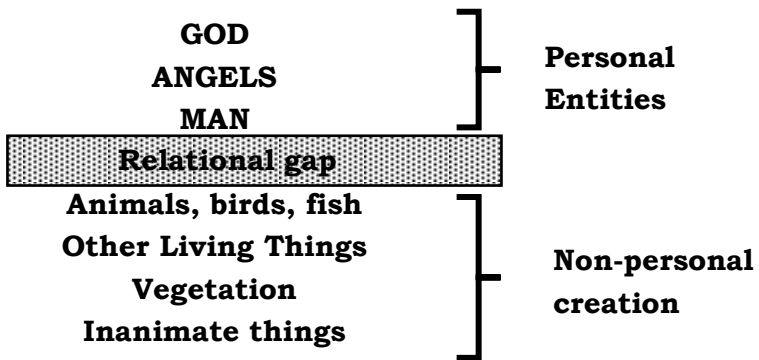 GOD
ANGELS
MAN
Personal
Entities
Relational gap
Animals, birds, fish
Other Living Things
Vegetation
Inanimate things
Non-personal
creation